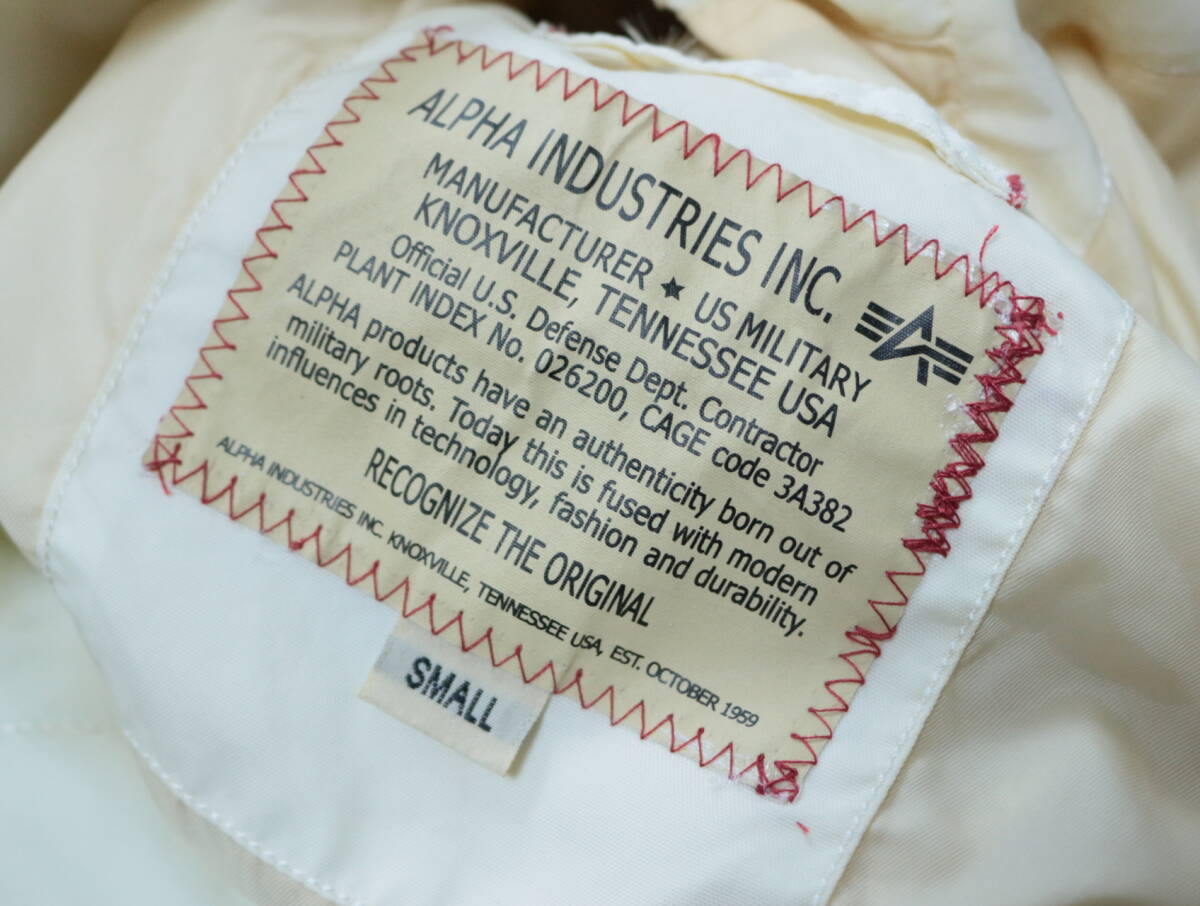 ALPHA INDUSTRIES INC.
MANUFACTURER ★ US MILITARY
KNOXVILLE, TENNESSEE USA
Official U.S. Defense Dept. Contractor
PLANT INDEX No. 026200, CAGE code 3A382
ALPHA products have an authenticity born out of
military roots. Today this is fused with modern
influences in technology, fashion and durability.
RECOGNIZE THE ORIGINAL
ALPHA INDUSTRIES INC. KNOXVILLE, TENNESSEE USA, EST. OCTOBER 1959
SMALL